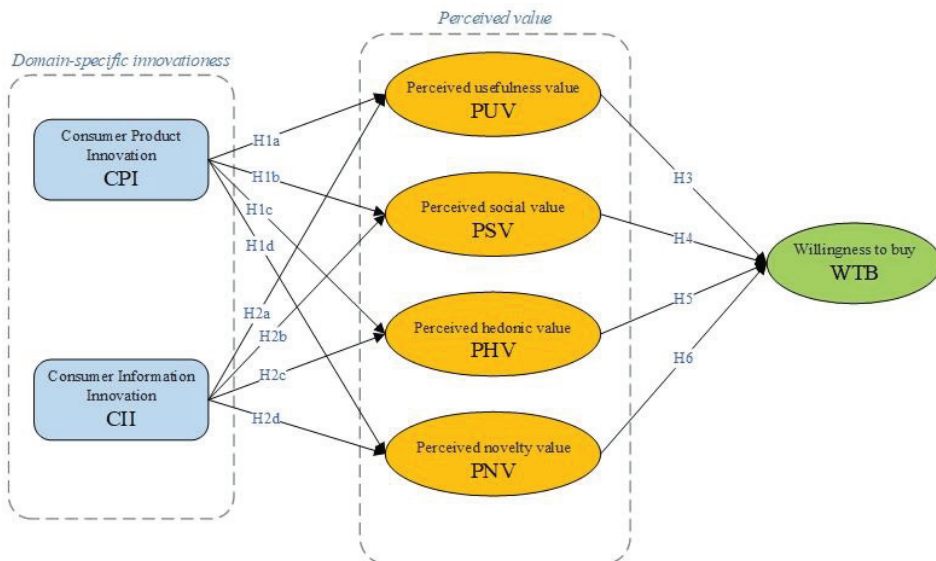 Perceived value
Domain-specific innovationess
Consumer Product
Innovation
CPI
Consumer Information
Innovation
CII
H1a
H1b
H1c
H1d
H2a
H2b
H2c
H2d
Perceived usefulness value
PUV
Perceived social value
PSV
Perceived hedonic value
PHV
Perceived novelty value
PNV
H3
H4
H5
H6
Willingness to buy
WTB